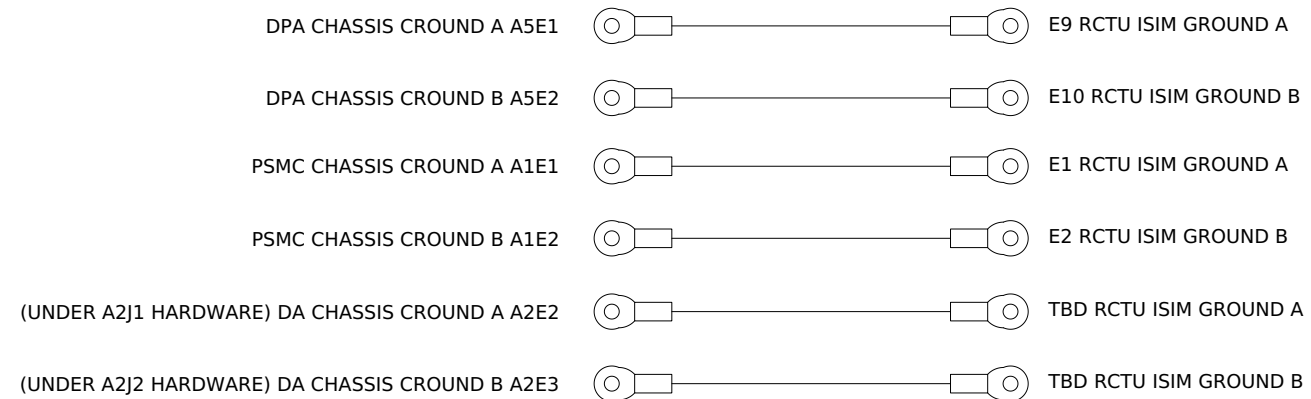 DPA CHASSIS CROUND A A5E1 E9 RCTU ISIM GROUND A
DPA CHASSIS CROUND B A5E2 E10 RCTU ISIM GROUND B
PSMC CHASSIS CROUND A A1E1 E1 RCTU ISIM GROUND A
PSMC CHASSIS CROUND B A1E2 E2 RCTU ISIM GROUND B
(UNDER A2J1 HARDWARE) DA CHASSIS CROUND A A2E2 TBD RCTU ISIM GROUND A
(UNDER A2J2 HARDWARE) DA CHASSIS CROUND B A2E3 TBD RCTU ISIM GROUND B